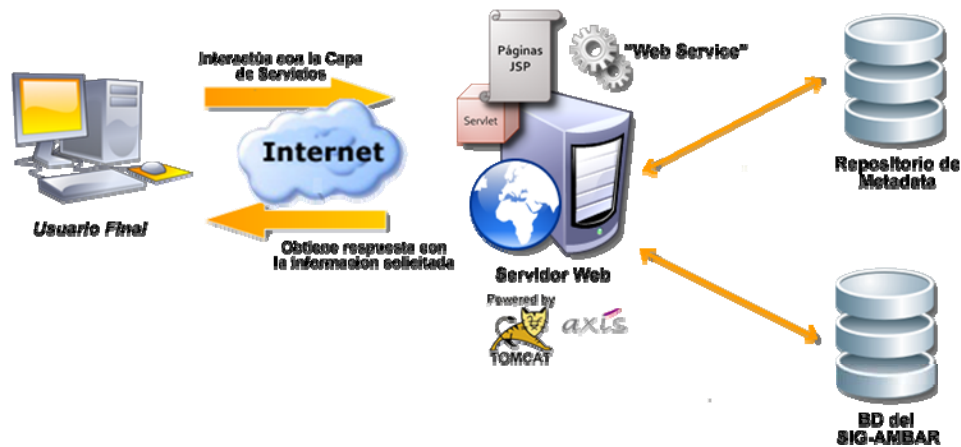 Interactúa con la Capa
de Servicios
Internet
Obtiene respuesta con
la informacion solicitada
Usuario Final
Páginas
JSP
"Web Service"
Servlet
Servidor Web
Powered by
TOMCAT
axis
Repositorio de
Metadata
BD del
SIG-AMBAR